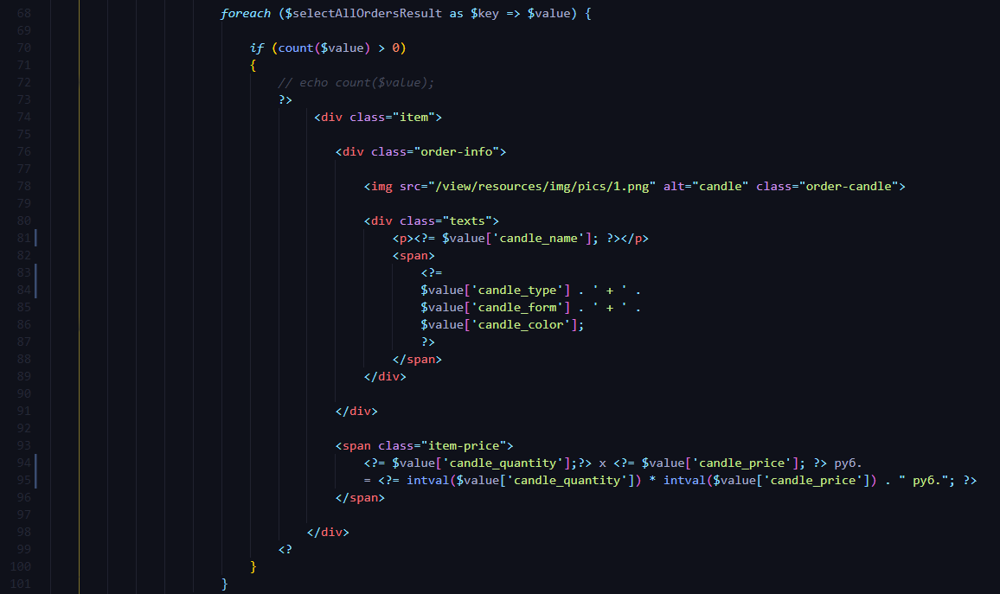 68 foreach ($selectAllOrdersResult as $key => $value) {
69
70 if (count($value) > 0)
71 {
72 // echo count($value);
73 ?>
74 <div class="item">
75
76 <div class="order-info">
77
78 <img src="/view/resources/img/pics/1.png" alt="candle" class="order-candle">
79
80 <div class="texts">
81 <p><?= $value['candle_name']; ?></p>
82 <span>
83 <?=
84 $value['candle_type'] . ' + ' .
85 $value['candle_form'] . ' + ' .
86 $value['candle_color'];
87 ?>
88 </span>
89 </div>
90
91 </div>
92
93 <span class="item-price">
94 <?= $value['candle_quantity'];?> x <?= $value['candle_price']; ?> руб.
95 = <?= intval($value['candle_quantity']) * intval($value['candle_price']) . " руб."; ?>
96 </span>
97
98 </div>
99 <?
100 }
101 }